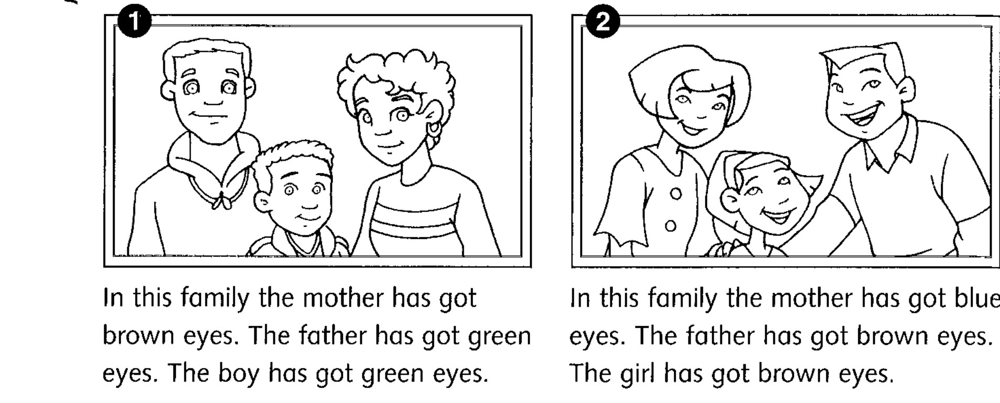 1
In this family the mother has got
brown eyes. The father has got green
eyes. The boy has got green eyes.
2
In this family the mother has got blue
eyes. The father has got brown eyes.
The girl has got brown eyes.